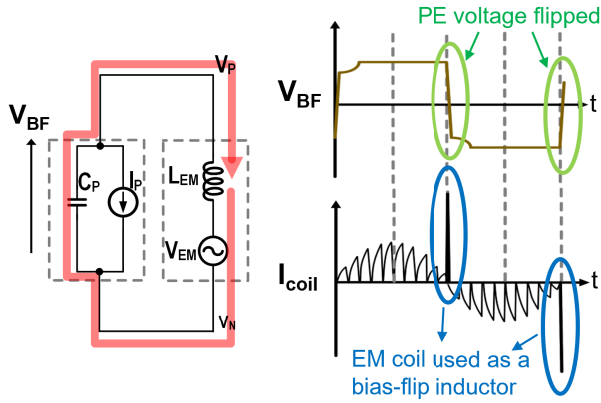 PE voltage flipped
V_P
V_BF
C_P
I_P
L_EM
V_EM
V_N
V_BF
t
I_coil
t
EM coil used as a
bias-flip inductor